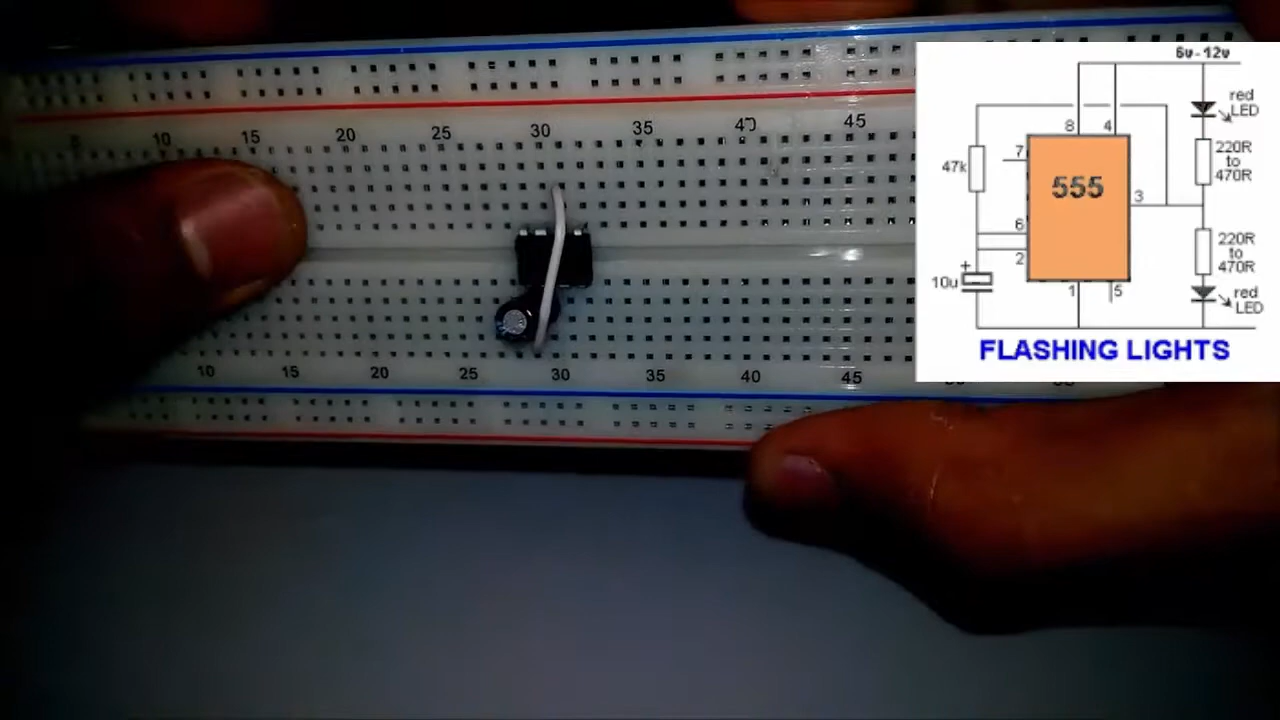 8 10 15 20 25 30 35 40 45
10 15 20 25 30 35 40 45
6v-12v
red
LED
8 4
7
47k
555
220R
to
470R
3
6
2
+
10u
220R
to
470R
1 5
red
LED
FLASHING LIGHTS